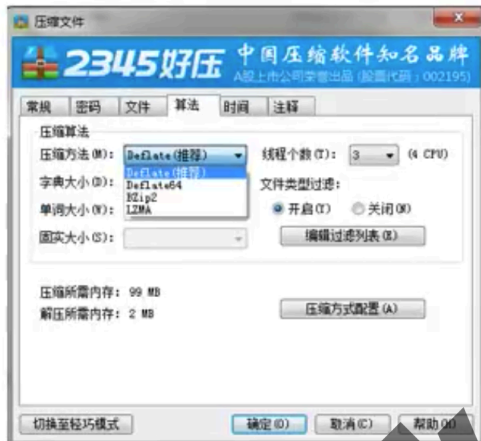 压缩文件
2345好压 中国压缩软件知名品牌
A股上市公司荣誉出品 (股票代码:002195)
常规 密码 文件 算法 时间 注释
压缩算法
压缩方法(M): Deflate(推荐) 线程个数(T): 3 (4 CPU)
Deflate(推荐)
字典大小(D): Deflate64 文件类型过滤:
BZip2
单词大小(W): LZMA 开启(Y) 关闭(N)
固实大小(S): 编辑过滤列表(E)
压缩所需内存: 99 MB
解压所需内存: 2 MB
压缩方式配置(A)
切换至轻巧模式 确定(O) 取消(C) 帮助(H)